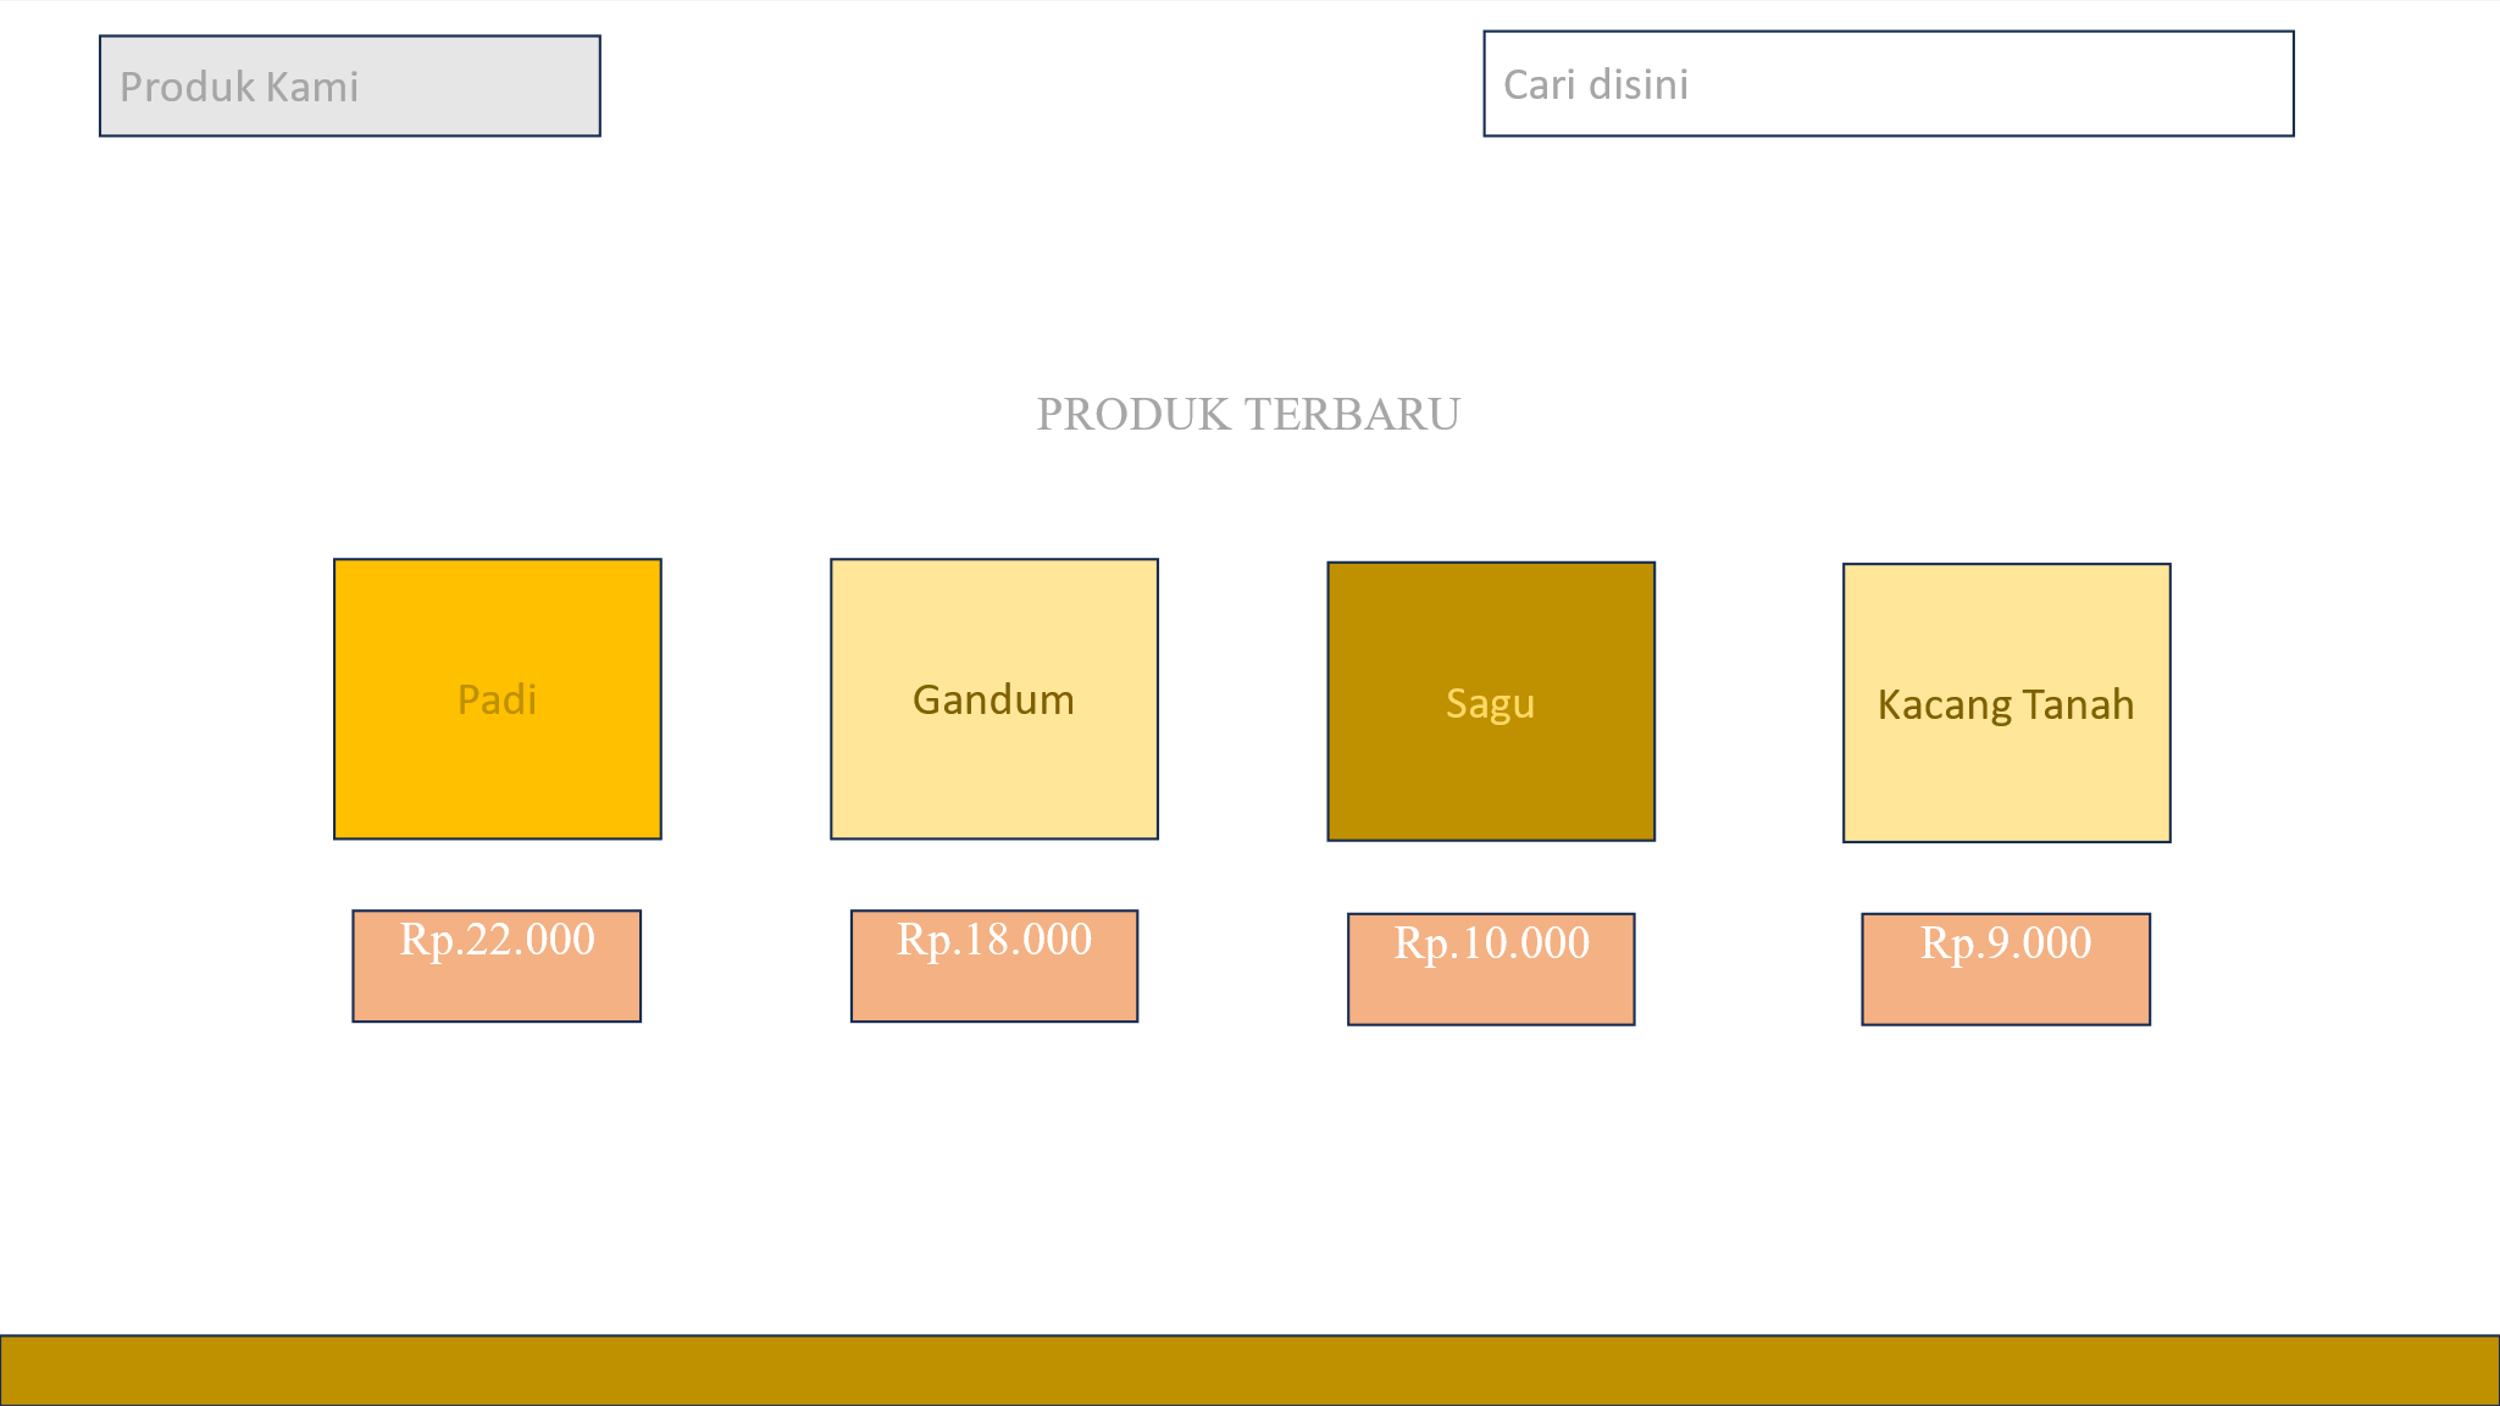 Produk Kami
Cari disini
PRODUK TERBARU
Padi
Gandum
Sagu
Kacang Tanah
Rp.22.000
Rp.18.000
Rp.10.000
Rp.9.000